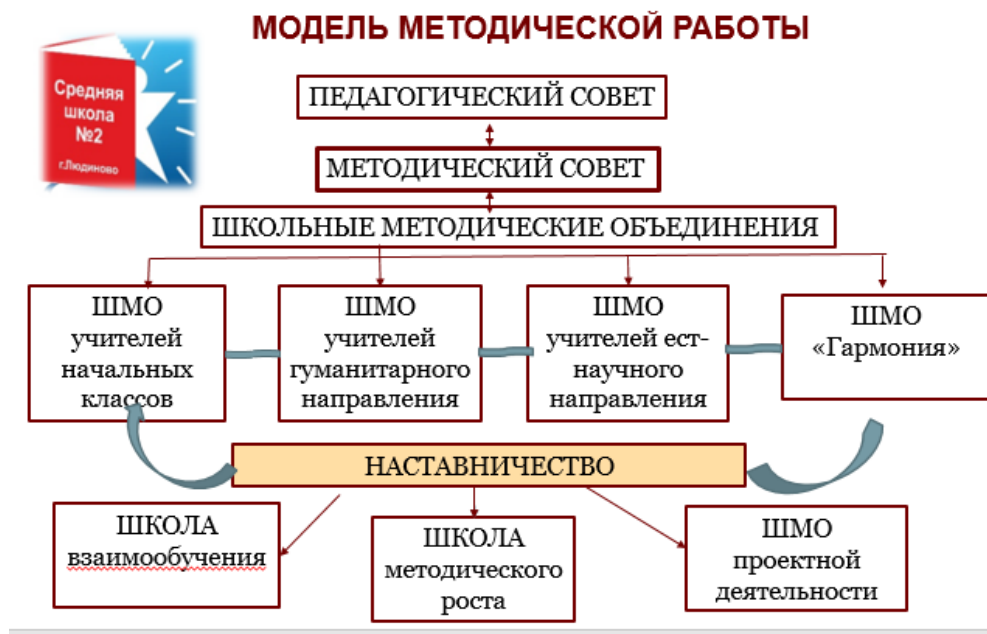 МОДЕЛЬ МЕТОДИЧЕСКОЙ РАБОТЫ
Средняя
школа
№2
г.Людиново
ПЕДАГОГИЧЕСКИЙ СОВЕТ
МЕТОДИЧЕСКИЙ СОВЕТ
ШКОЛЬНЫЕ МЕТОДИЧЕСКИЕ ОБЪЕДИНЕНИЯ
ШМО
учителей
начальных
классов
ШМО
учителей
гуманитарного
направления
ШМО
учителей ест-
научного
направления
ШМО
«Гармония»
НАСТАВНИЧЕСТВО
ШКОЛА
взаимообучения
ШКОЛА
методического
роста
ШМО
проектной
деятельности